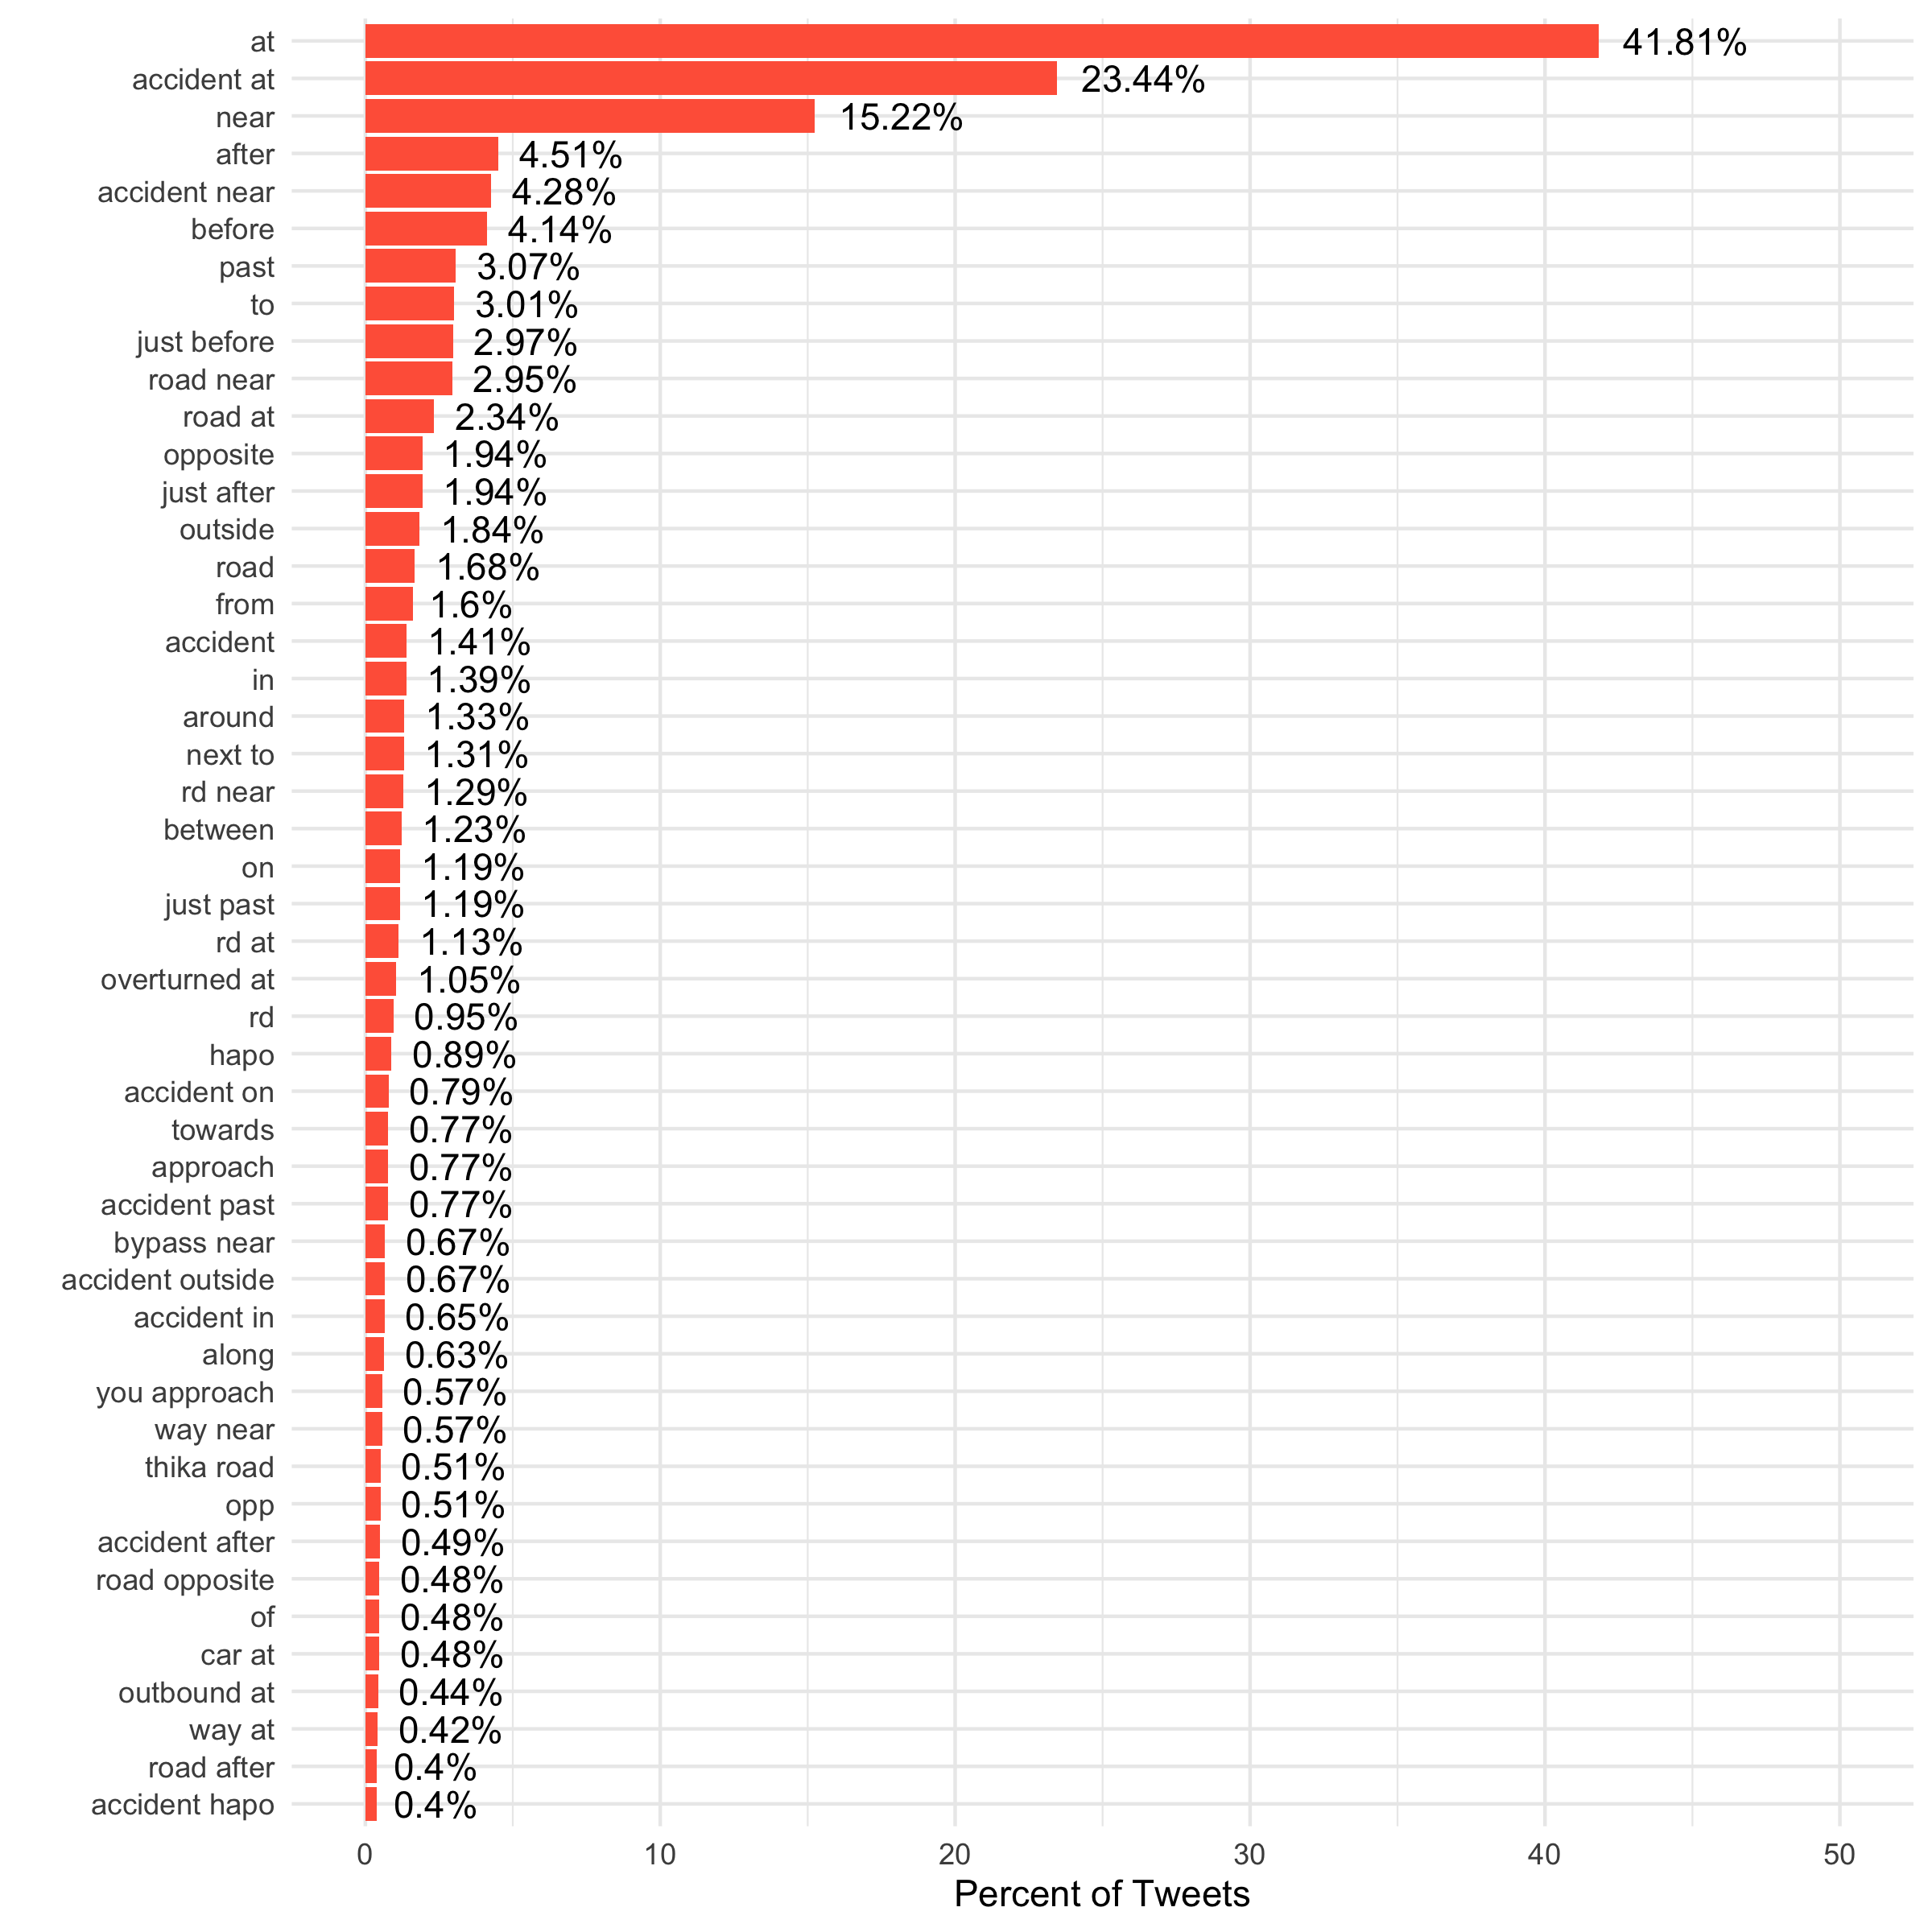 at 41.81%
accident at 23.44%
near 15.22%
after 4.51%
accident near 4.28%
before 4.14%
past 3.07%
to 3.01%
just before 2.97%
road near 2.95%
road at 2.34%
opposite 1.94%
just after 1.94%
outside 1.84%
road 1.68%
from 1.6%
accident 1.41%
in 1.39%
around 1.33%
next to 1.31%
rd near 1.29%
between 1.23%
on 1.19%
just past 1.19%
rd at 1.13%
overturned at 1.05%
rd 0.95%
hapo 0.89%
accident on 0.79%
towards 0.77%
approach 0.77%
accident past 0.77%
bypass near 0.67%
accident outside 0.67%
accident in 0.65%
along 0.63%
you approach 0.57%
way near 0.57%
thika road 0.51%
opp 0.51%
accident after 0.49%
road opposite 0.48%
of 0.48%
car at 0.48%
outbound at 0.44%
way at 0.42%
road after 0.4%
accident hapo 0.4%
0 10 20 30 40 50
Percent of Tweets